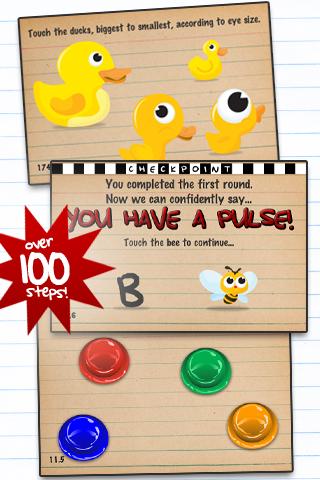 Touch the ducks, biggest to smallest, according to eye size.
174
CHECKPOINT
You completed the first round.
Now we can confidently say...
YOU HAVE A PULSE!
Touch the bee to continue...
over
100
steps!
B
11.5